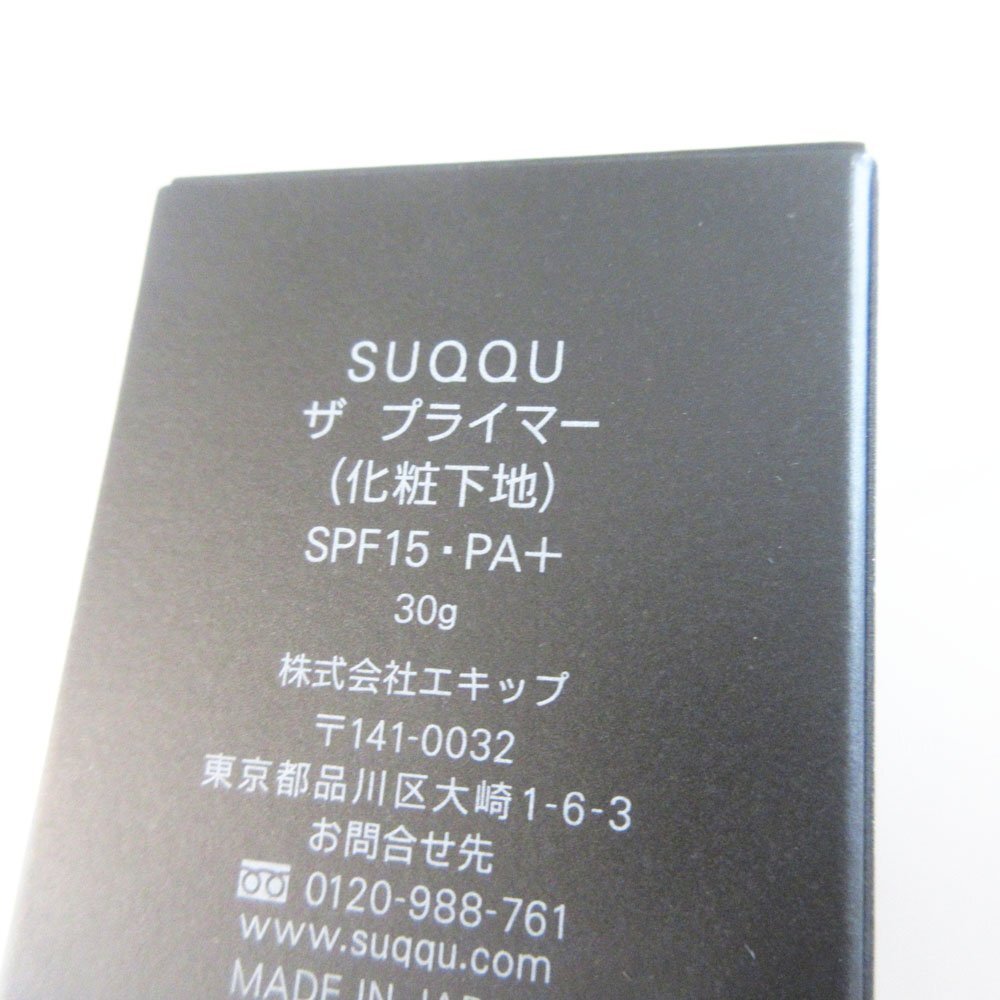 SUQQU
ザ プライマー
(化粧下地)
SPF15・PA＋
30g
株式会社エキップ
〒141-0032
東京都品川区大崎1-6-3
お問合せ先
0120-988-761
www.suqqu.com
MADE IN